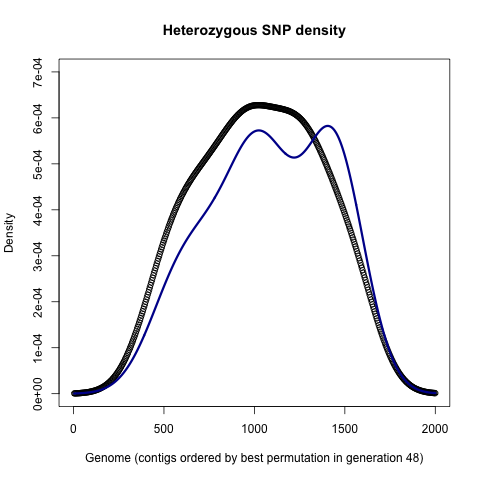 Heterozygous SNP density
7e-04
6e-04
5e-04
4e-04
3e-04
2e-04
1e-04
0e+00
Density
0 500 1000 1500 2000
Genome (contigs ordered by best permutation in generation 48)